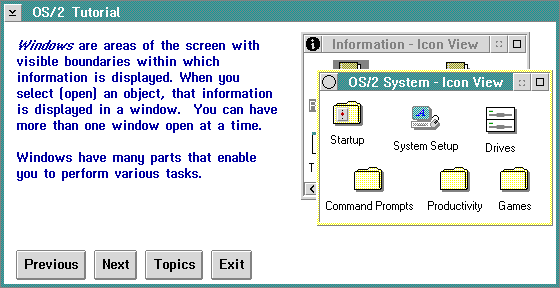 OS/2 Tutorial
Windows are areas of the screen with
visible boundaries within which
information is displayed. When you
select (open) an object, that information
is displayed in a window. You can have
more than one window open at a time.
Windows have many parts that enable
you to perform various tasks.
Information - Icon View
OS/2 System - Icon View
Startup
System Setup
Drives
Command Prompts
Productivity
Games
Previous
Next
Topics
Exit